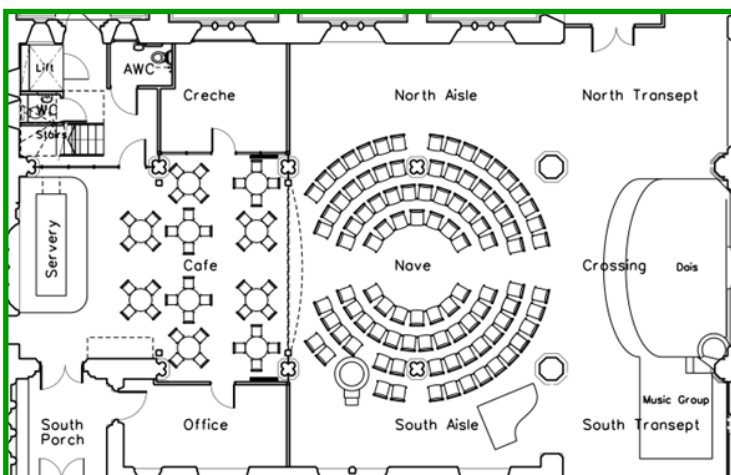 Lift
AWC
WC
Stairs
Creche
North Aisle
North Transept
Servery
Cafe
Nave
Crossing
Dais
South
Porch
Office
South Aisle
Music Group
South Transept